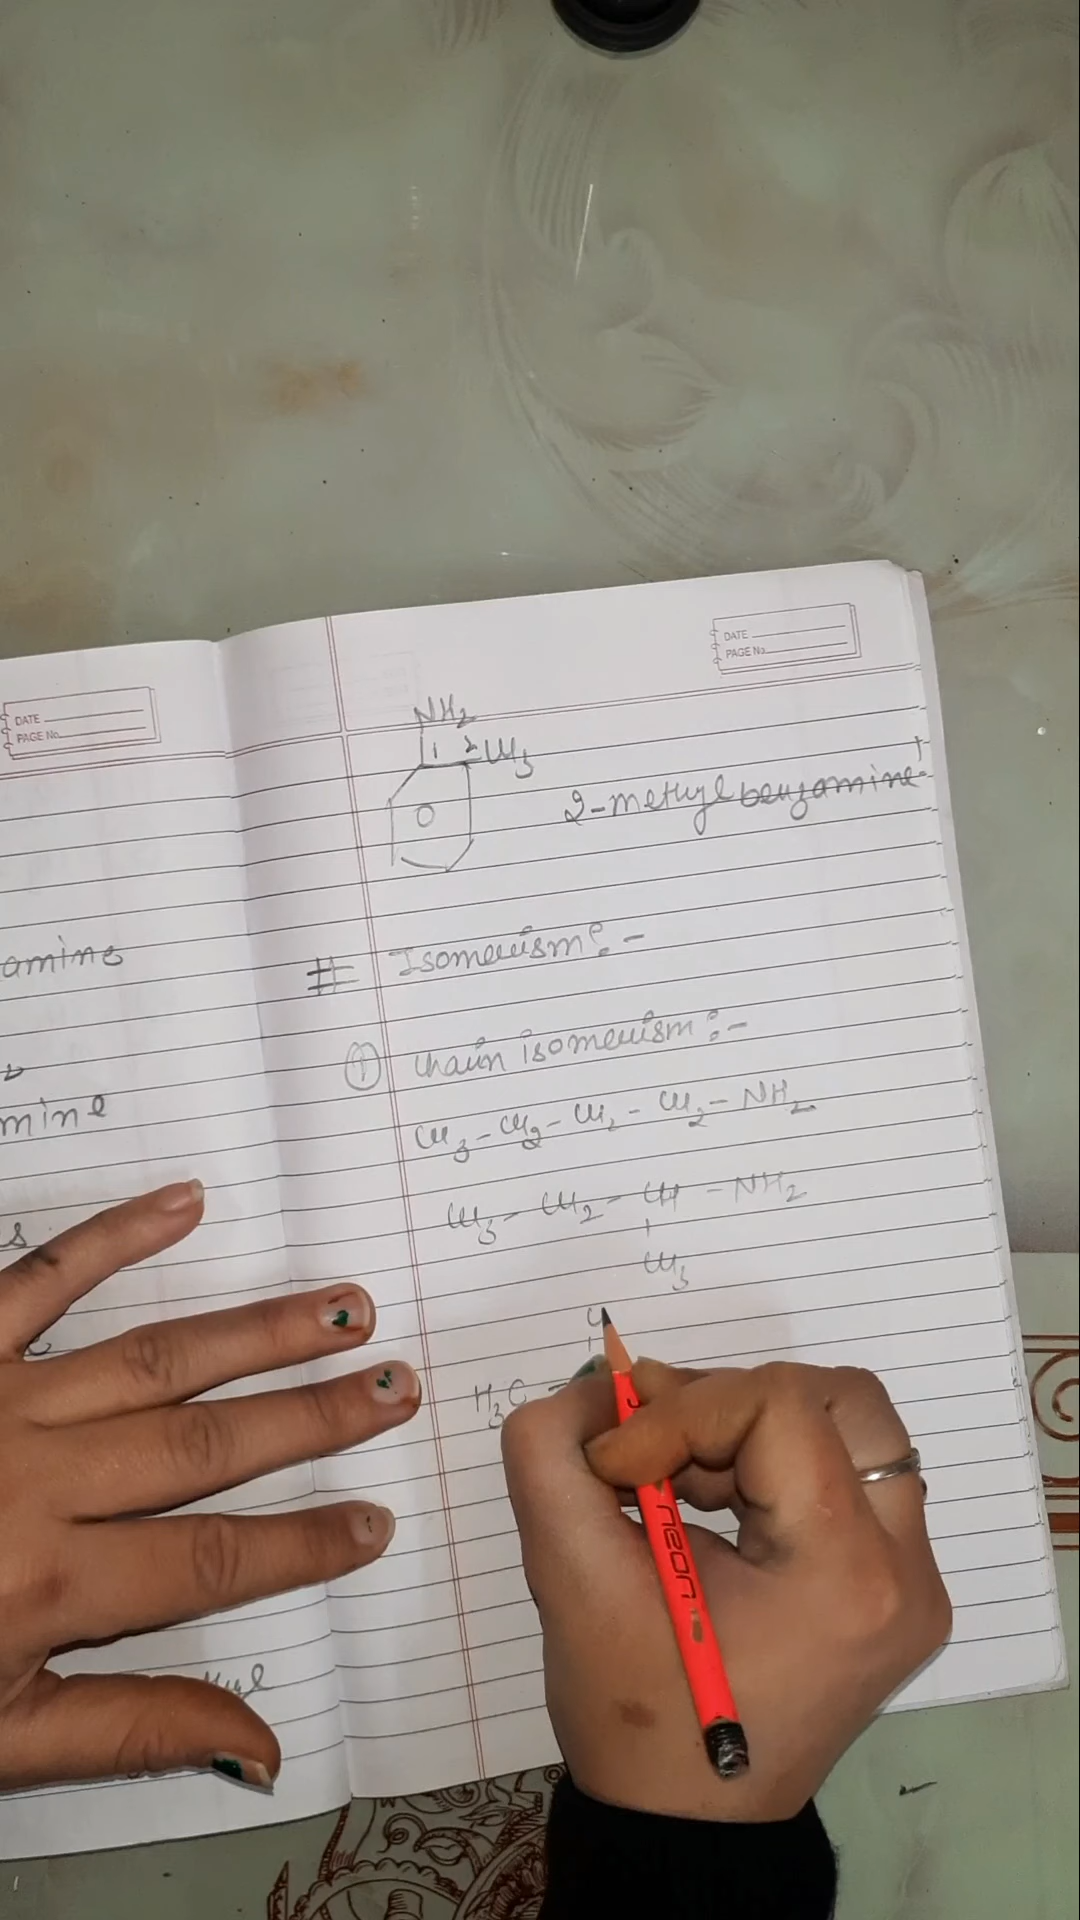 DATE
PAGE No.
amine
mine
s
DATE
PAGE No.
NH2
1 2 CH3
2-methyl benzamine
# Isomerism:-
① Chain isomerism:-
CH3-CH2-CH2-CH2-NH2
CH3-CH2-CH-NH2
CH3
H3C-
neon